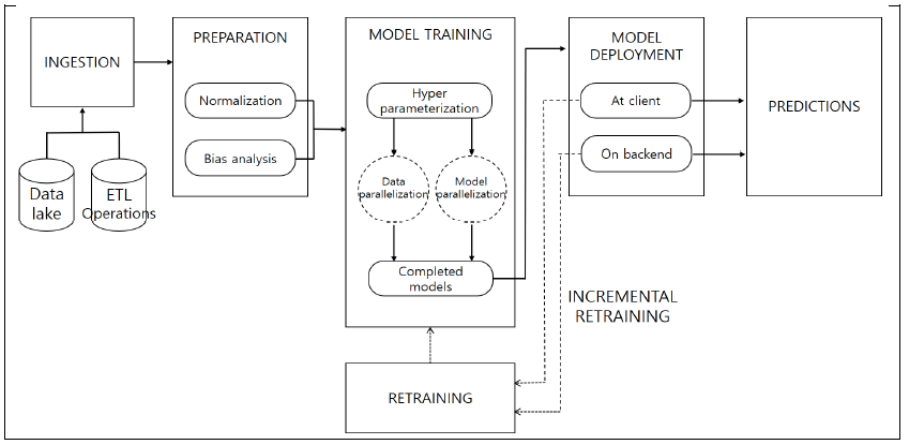 INGESTION
Data
lake
ETL
Operations
PREPARATION
Normalization
Bias analysis
MODEL TRAINING
Hyper
parameterization
Data
parallelization
Model
parallelization
Completed
models
MODEL
DEPLOYMENT
At client
On backend
PREDICTIONS
INCREMENTAL
RETRAINING
RETRAINING